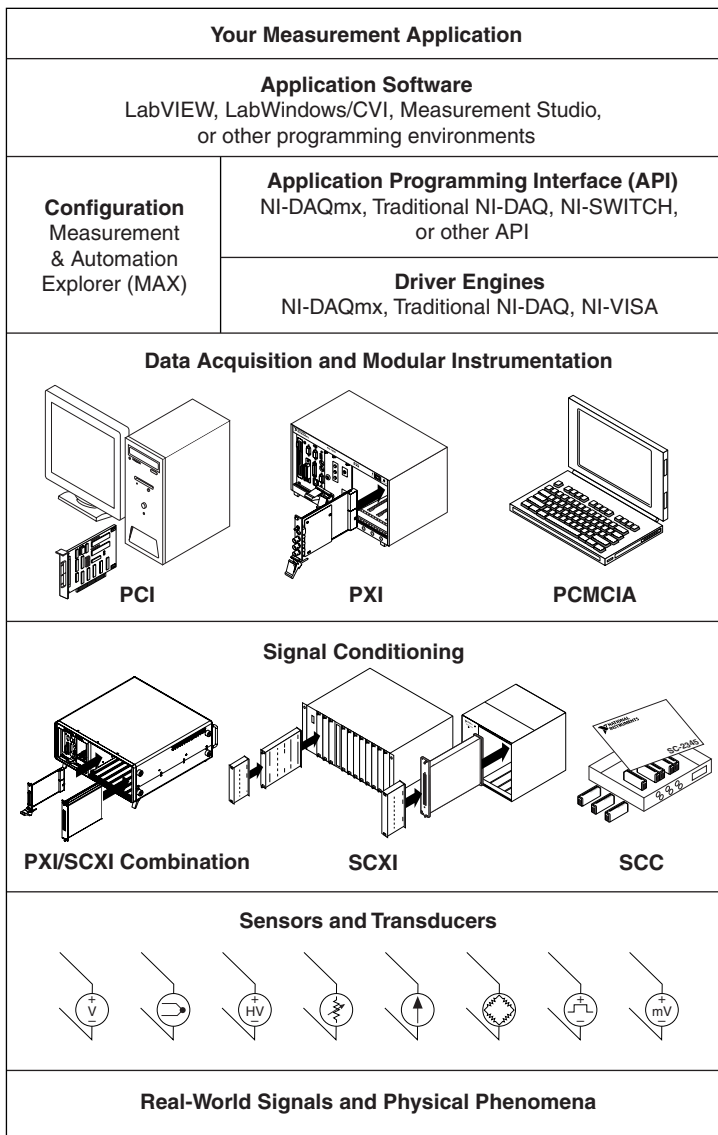 Your Measurement Application
Application Software
LabVIEW, LabWindows/CVI, Measurement Studio,
or other programming environments
Configuration
Measurement
& Automation
Explorer (MAX)
Application Programming Interface (API)
NI-DAQmx, Traditional NI-DAQ, NI-SWITCH,
or other API
Driver Engines
NI-DAQmx, Traditional NI-DAQ, NI-VISA
Data Acquisition and Modular Instrumentation
PCI
PXI
PCMCIA
Signal Conditioning
NATIONAL
INSTRUMENTS
SC-2345
PXI/SCXI Combination
SCXI
SCC
Sensors and Transducers
+
V
–
+
HV
–
+
–
+
mV
–
Real-World Signals and Physical Phenomena